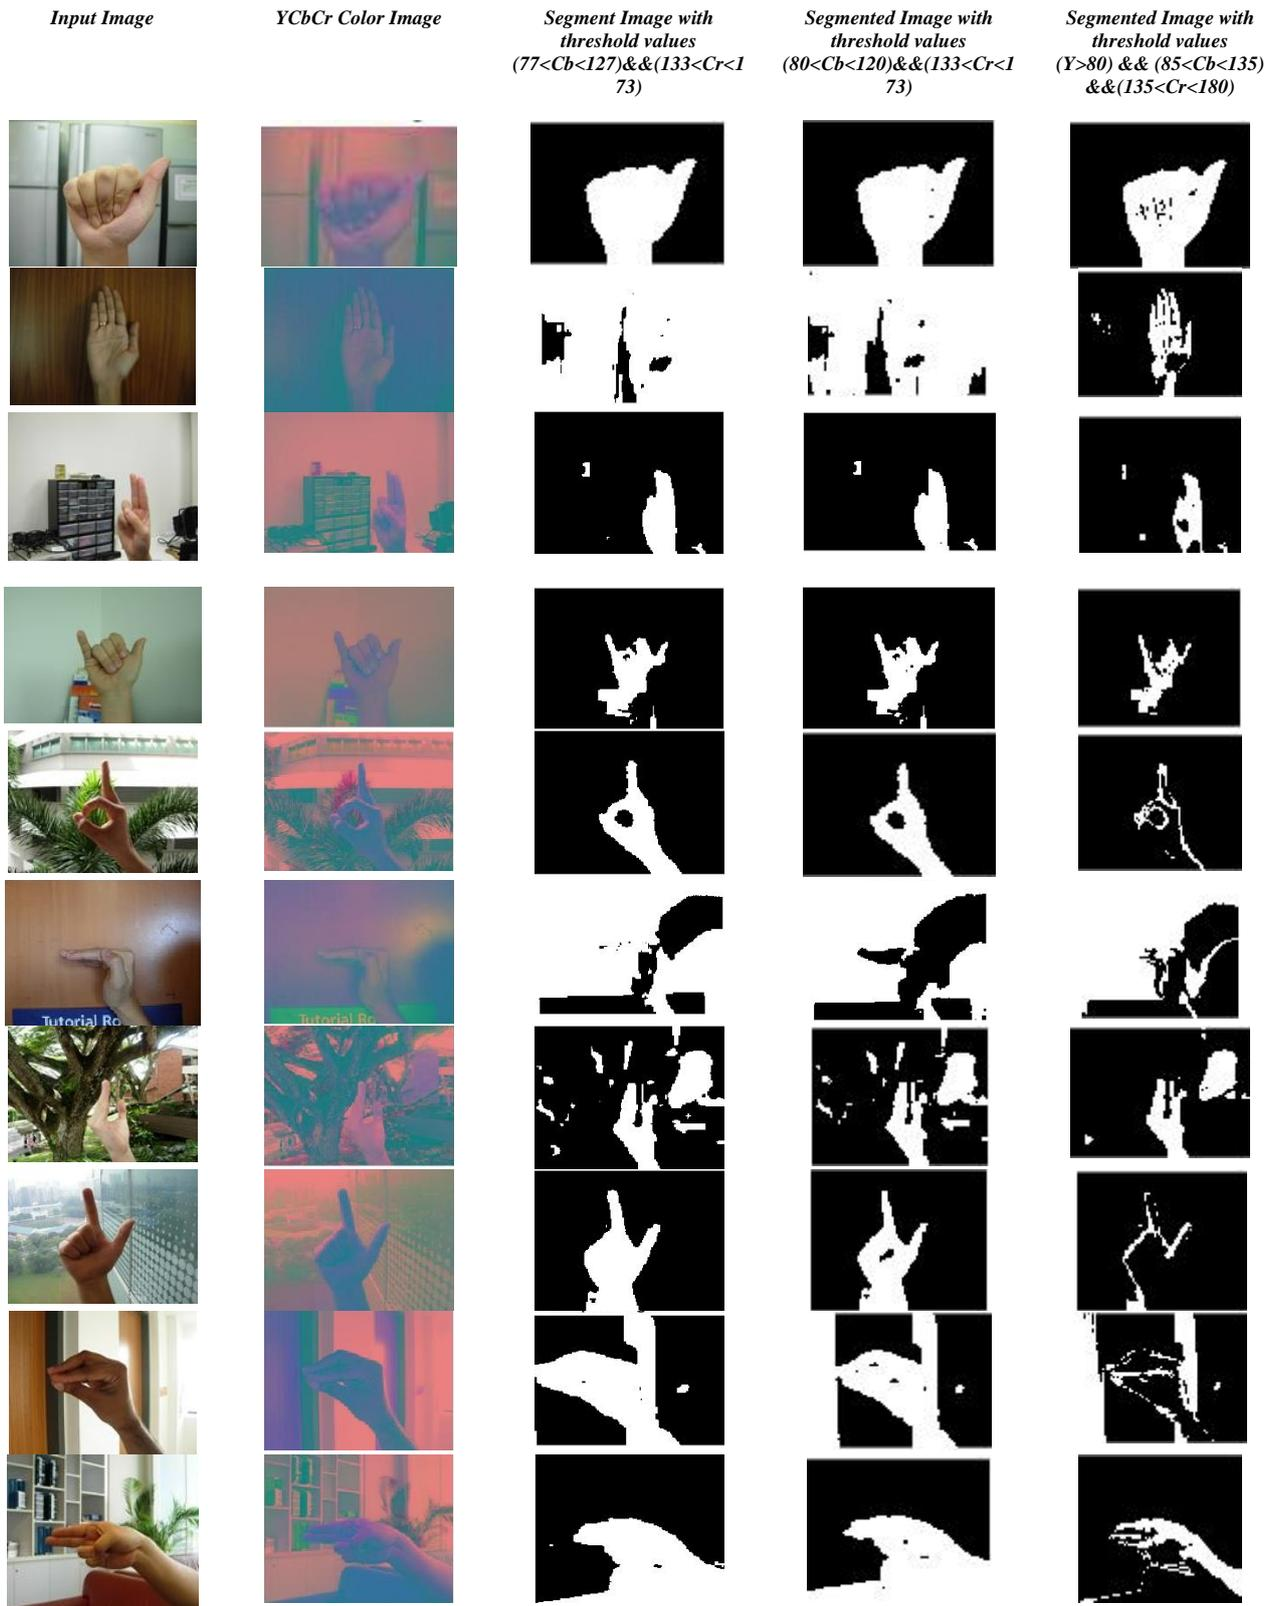 Input Image
YCbCr Color Image
Segment Image with
threshold values
(77<Cb<127)&&(133<Cr<1
73)
Segmented Image with
threshold values
(80<Cb<120)&&(133<Cr<1
73)
Segmented Image with
threshold values
(Y>80) && (85<Cb<135)
&&(135<Cr<180)
Tutorial Ro
Tutorial Ro